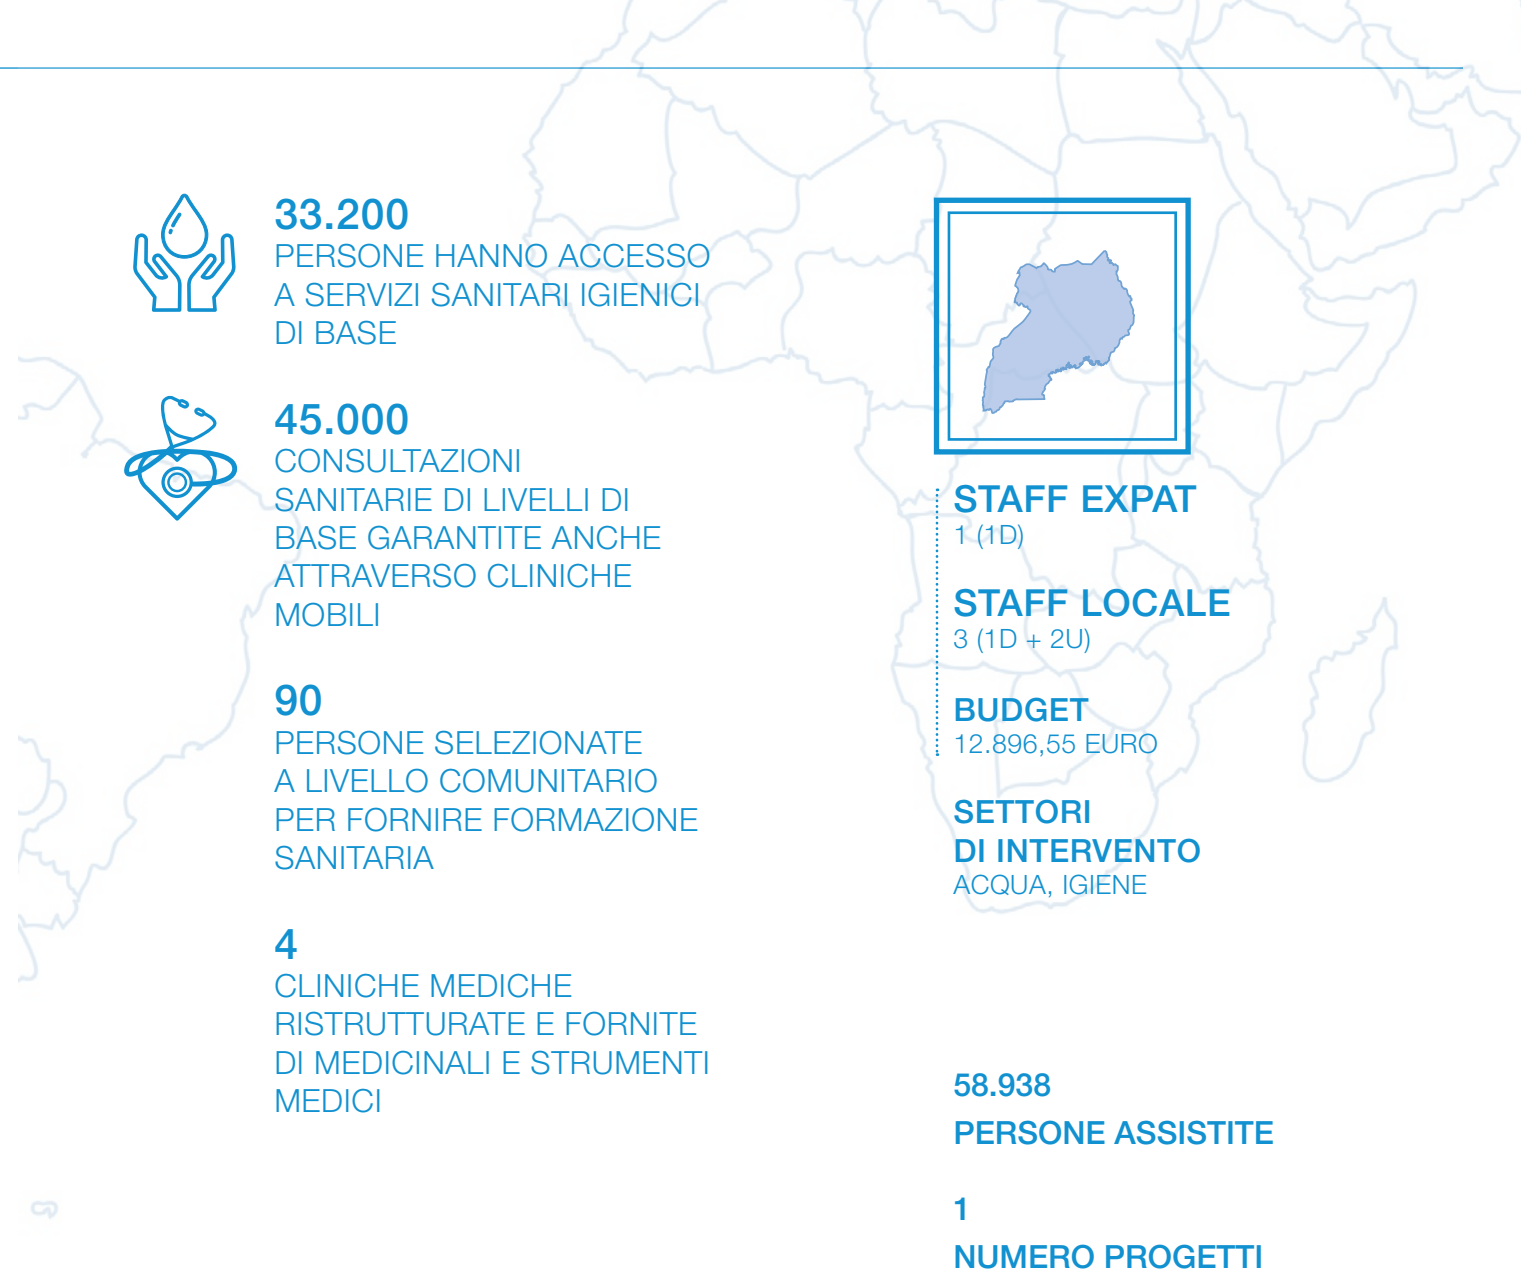 33.200
PERSONE HANNO ACCESSO
A SERVIZI SANITARI IGIENICI
DI BASE
45.000
CONSULTAZIONI
SANITARIE DI LIVELLI DI
BASE GARANTITE ANCHE
ATTRAVERSO CLINICHE
MOBILI
90
PERSONE SELEZIONATE
A LIVELLO COMUNITARIO
PER FORNIRE FORMAZIONE
SANITARIA
4
CLINICHE MEDICHE
RISTRUTTURATE E FORNITE
DI MEDICINALI E STRUMENTI
MEDICI
STAFF EXPAT
1 (1D)
STAFF LOCALE
3 (1D + 2U)
BUDGET
12.896,55 EURO
SETTORI
DI INTERVENTO
ACQUA, IGIENE
58.938
PERSONE ASSISTITE
1
NUMERO PROGETTI